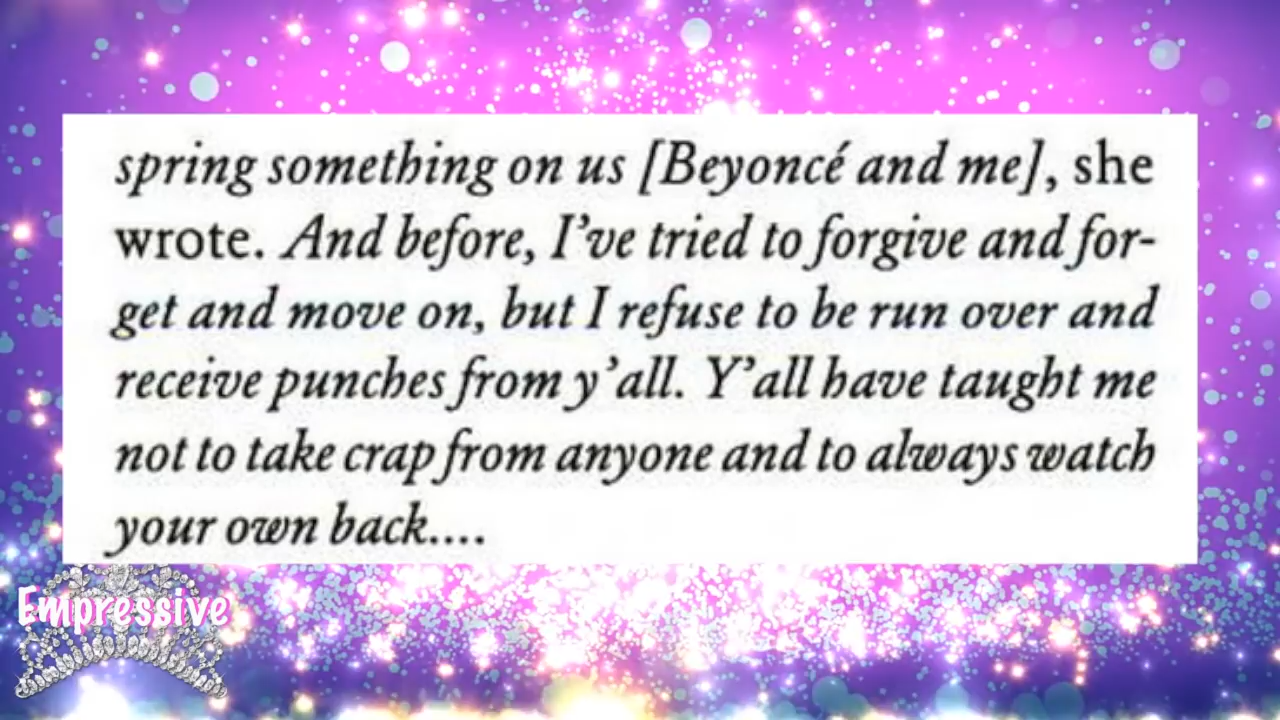 spring something on us [Beyoncé and me], she
wrote. And before, I’ve tried to forgive and for-
get and move on, but I refuse to be run over and
receive punches from y’all. Y’all have taught me
not to take crap from anyone and to always watch
your own back....
Empressive